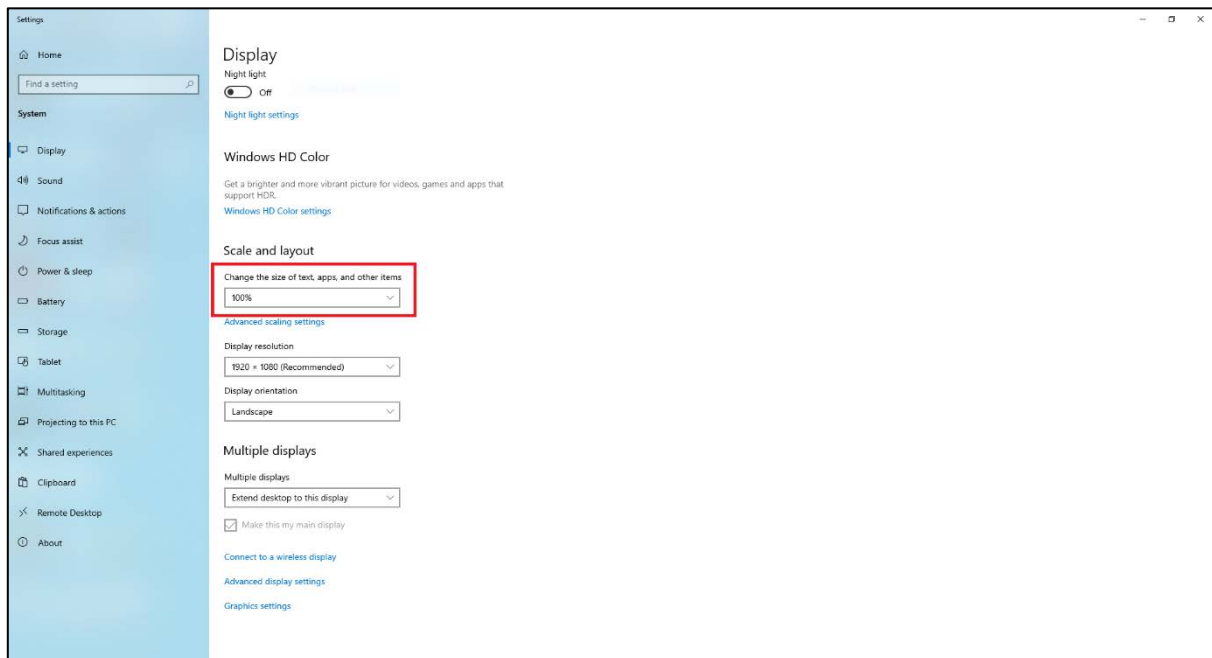 Settings
Home
Find a setting
System
Display
Sound
Notifications & actions
Focus assist
Power & sleep
Battery
Storage
Tablet
Multitasking
Projecting to this PC
Shared experiences
Clipboard
Remote Desktop
About
Display
Night light
Off
Night light settings
Windows HD Color
Get a brighter and more vibrant picture for videos, games and apps that
support HDR.
Windows HD Color settings
Scale and layout
Change the size of text, apps, and other items
100%
Advanced scaling settings
Display resolution
1920 × 1080 (Recommended)
Display orientation
Landscape
Multiple displays
Multiple displays
Extend desktop to this display
Make this my main display
Connect to a wireless display
Advanced display settings
Graphics settings